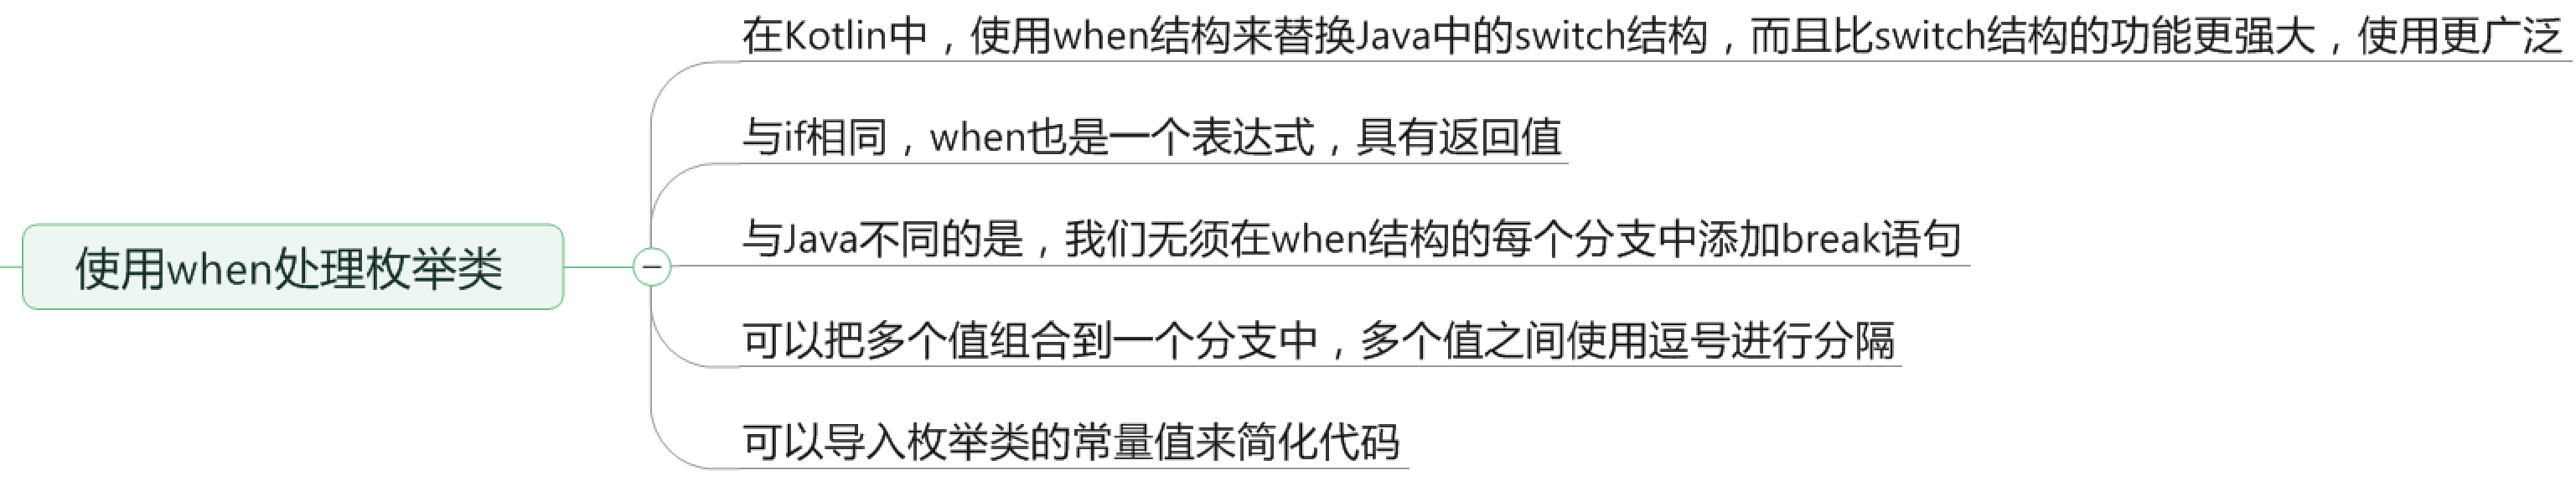 在Kotlin中，使用when结构来替换Java中的switch结构，而且比switch结构的功能更强大，使用更广泛
与if相同，when也是一个表达式，具有返回值
与Java不同的是，我们无须在when结构的每个分支中添加break语句
使用when处理枚举类
可以把多个值组合到一个分支中，多个值之间使用逗号进行分隔
可以导入枚举类的常量值来简化代码